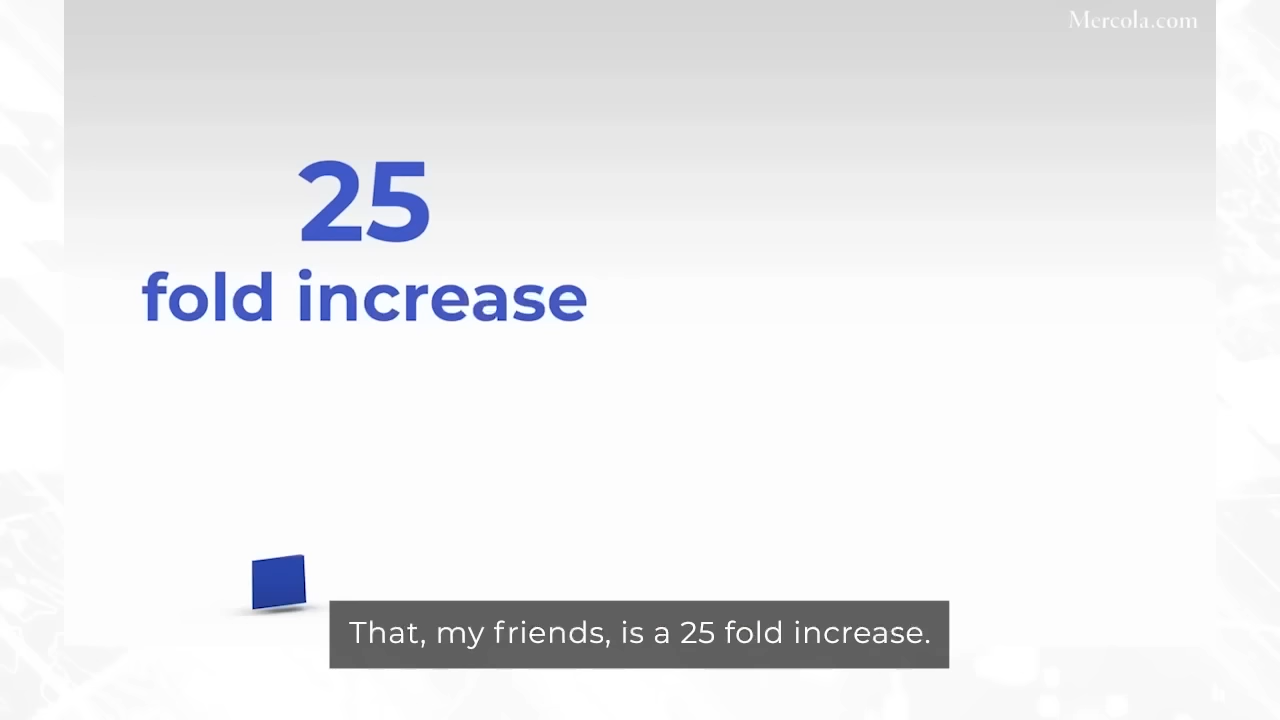 Mercola.com
25
fold increase
That, my friends, is a 25 fold increase.